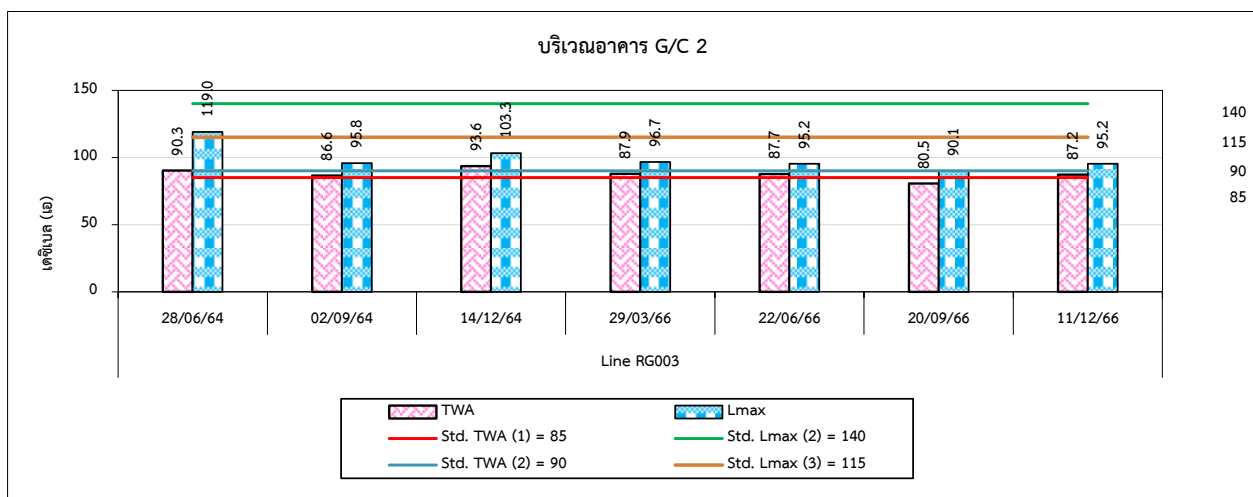 บริเวณอาคาร G/C 2
เดซิเบล (เอ)
150
100
50
0
90.3 119.0 86.6 95.8 93.6 103.3 87.9 96.7 87.7 95.2 80.5 90.1 87.2 95.2
140
115
90
85
28/06/64 02/09/64 14/12/64 29/03/66 22/06/66 20/09/66 11/12/66
Line RG003
TWA Lmax
Std. TWA (1) = 85 Std. Lmax (2) = 140
Std. TWA (2) = 90 Std. Lmax (3) = 115